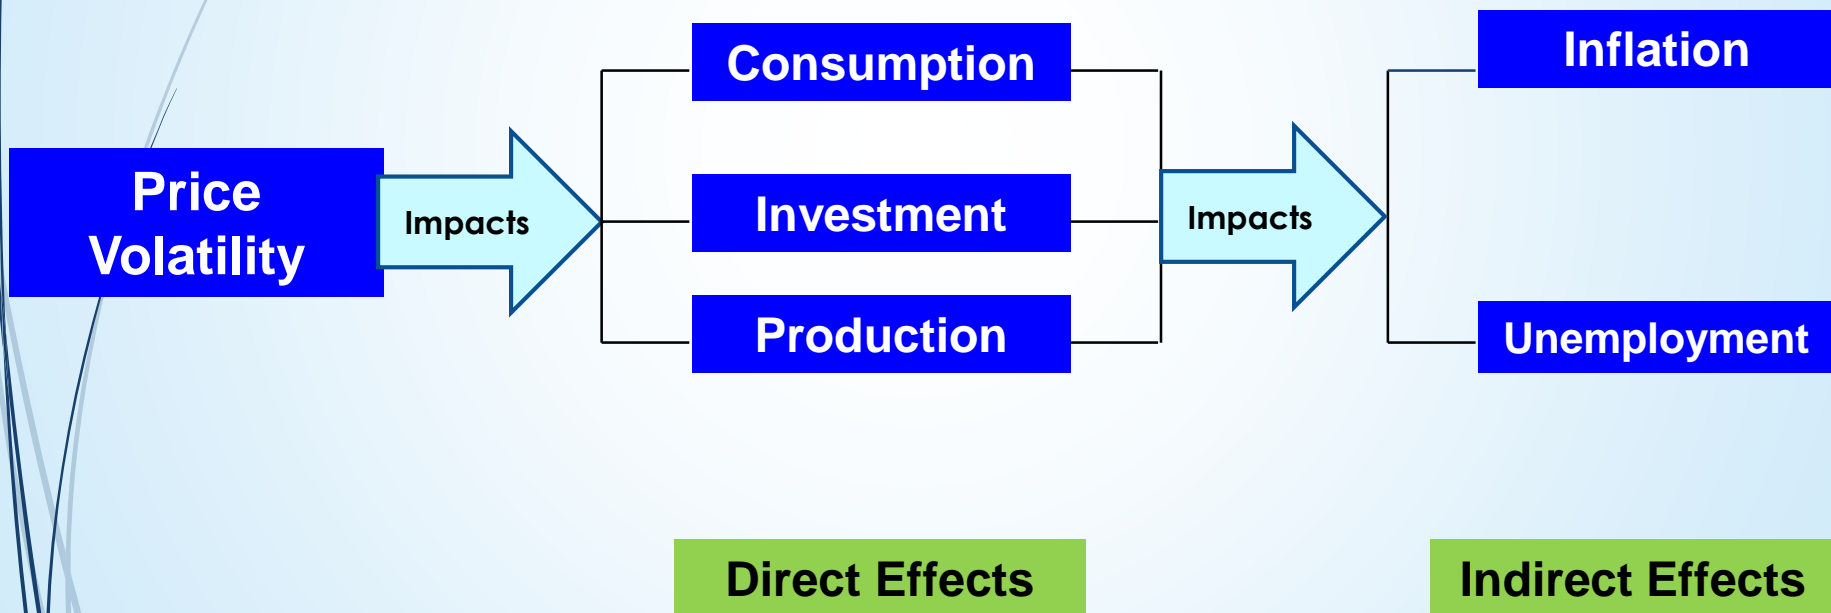 Price
Volatility
Impacts
Consumption
Investment
Production
Impacts
Inflation
Unemployment
Direct Effects
Indirect Effects